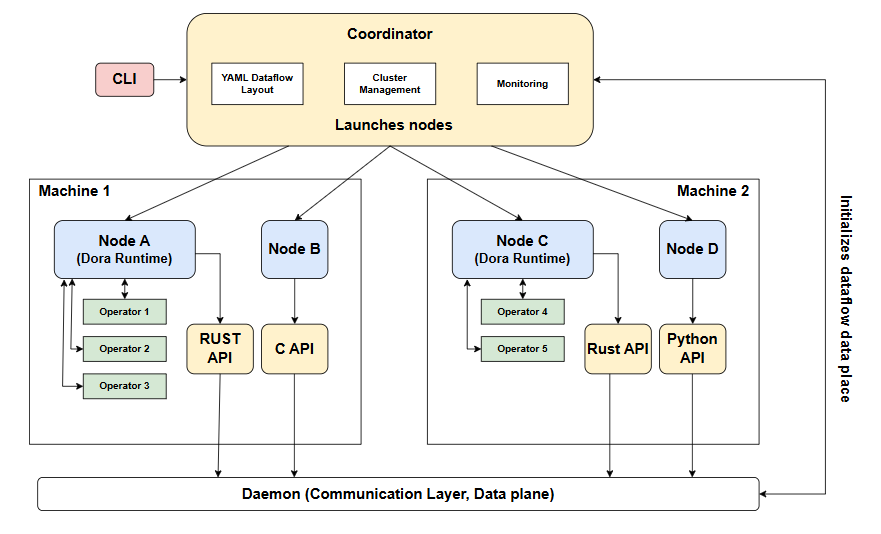 Coordinator
CLI
YAML Dataflow
Layout
Cluster
Management
Monitoring
Launches nodes
Machine 1
Node A
(Dora Runtime)
Node B
Operator 1
Operator 2
Operator 3
RUST
API
C API
Machine 2
Node C
(Dora Runtime)
Node D
Operator 4
Operator 5
Rust API
Python
API
Initializes dataflow data place
Daemon (Communication Layer, Data plane)